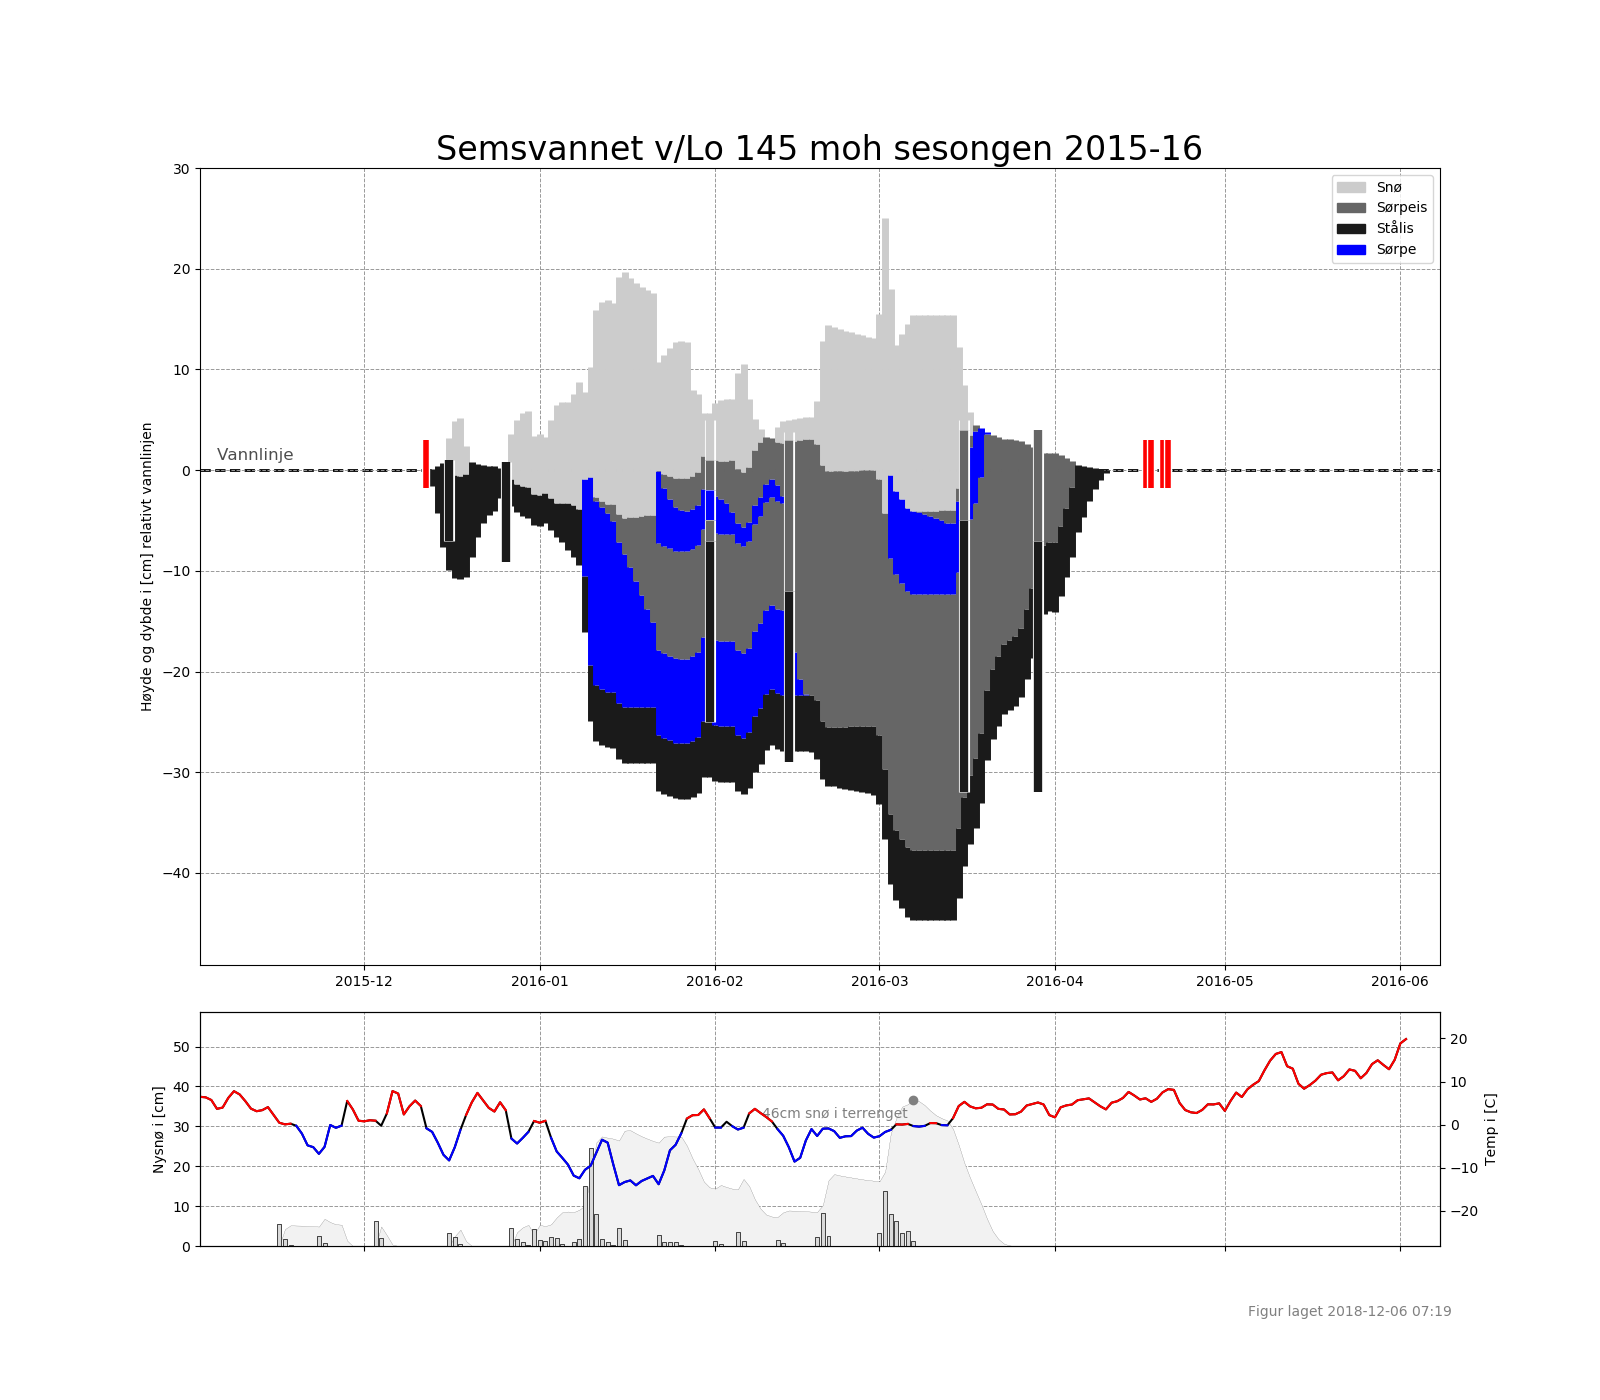 Semsvannet v/Lo 145 moh sesongen 2015-16
30
20
10
0
−10
−20
−30
−40
Høyde og dybde i [cm] relativt vannlinjen
Vannlinje
Snø
Sørpeis
Stålis
Sørpe
2015-12
2016-01
2016-02
2016-03
2016-04
2016-05
2016-06
50
40
30
20
10
0
Nysnø i [cm]
46cm snø i terrenget
20
10
0
−10
−20
Temp i [C]
Figur laget 2018-12-06 07:19